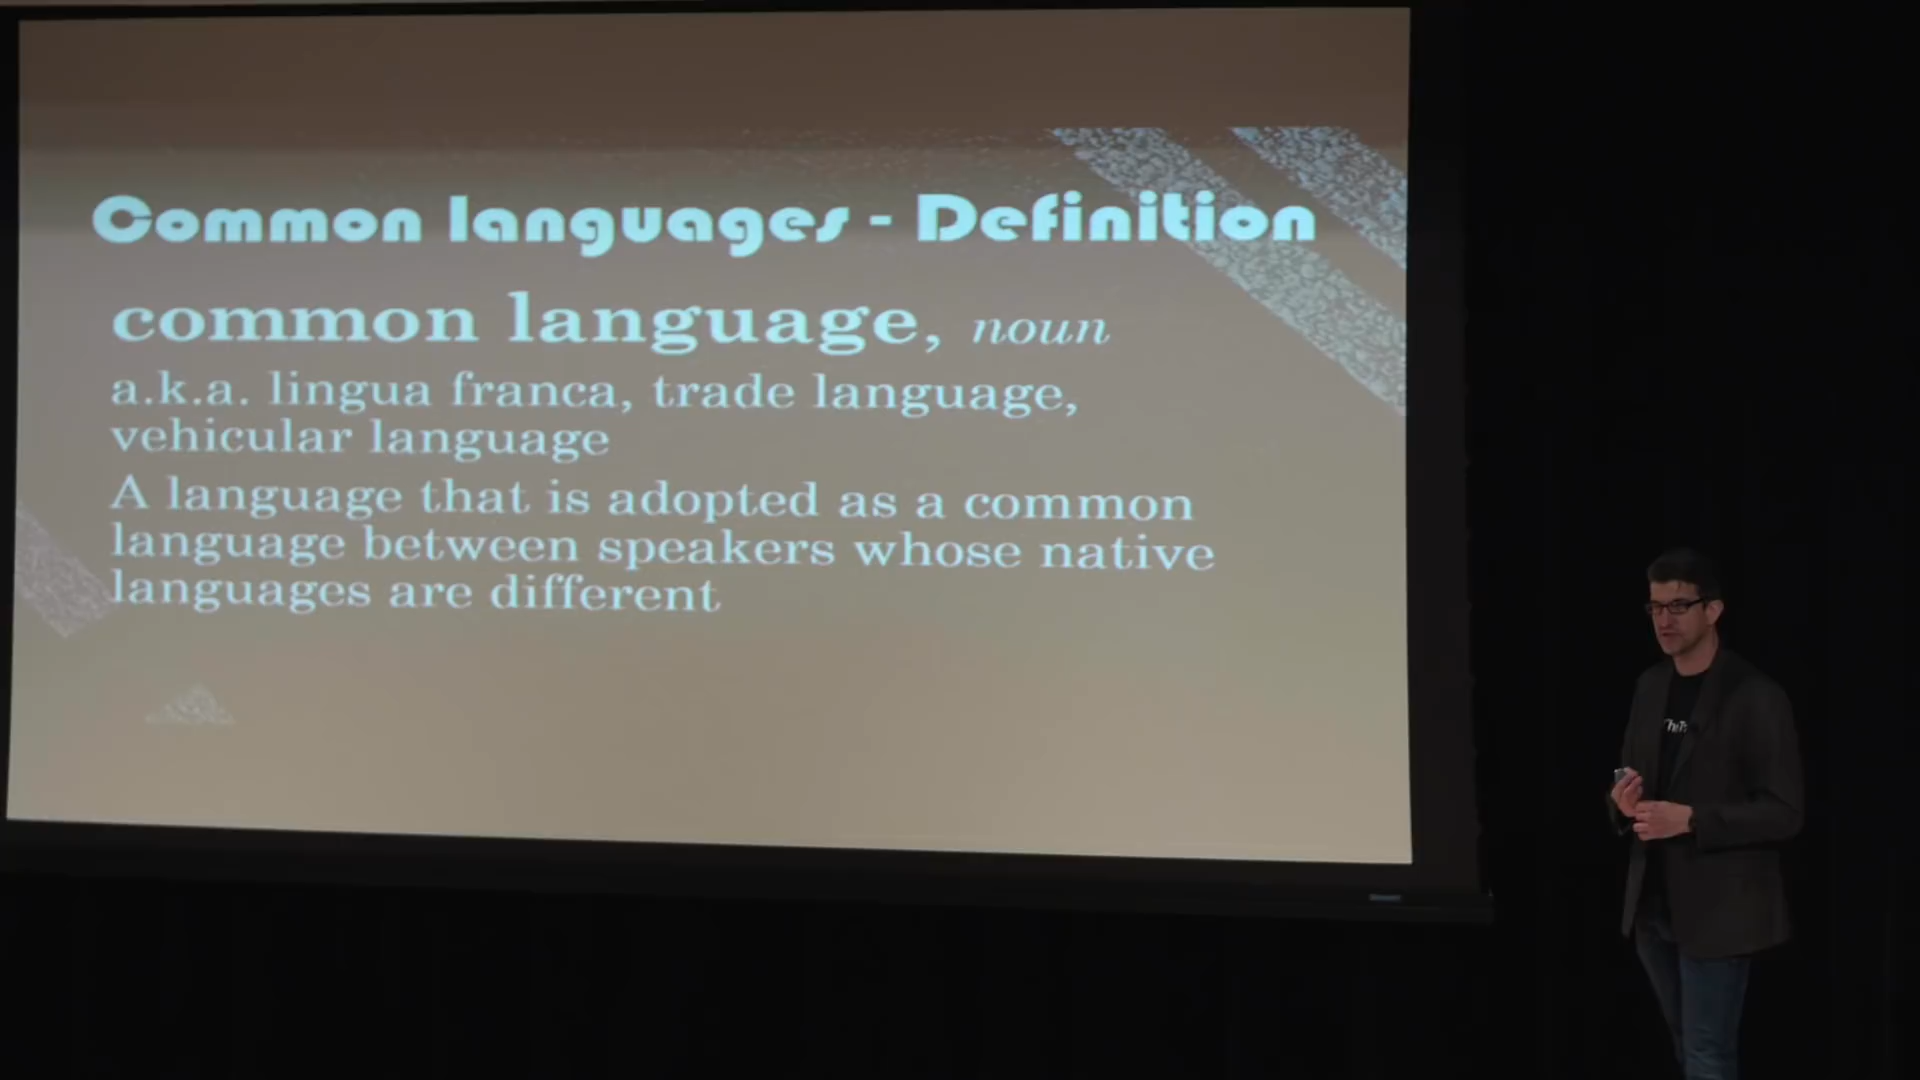 Common languages - Definition
common language, noun
a.k.a. lingua franca, trade language,
vehicular language
A language that is adopted as a common
language between speakers whose native
languages are different